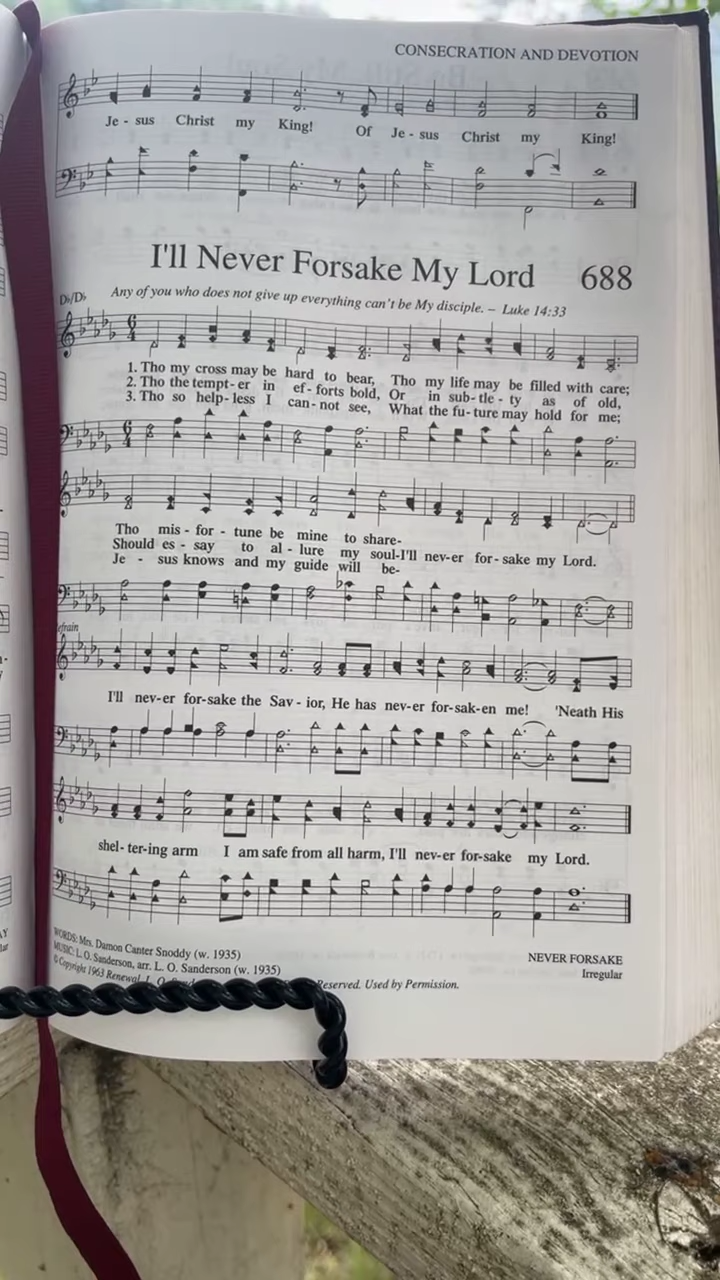 CONSECRATION AND DEVOTION
Je - sus Christ my King! Of Je - sus Christ my King!
I'll Never Forsake My Lord 688
D♭/D♭ Any of you who does not give up everything can't be My disciple. – Luke 14:33
1. Tho my cross may be hard to bear, Tho my life may be filled with care;
2. Tho the tempt- er in ef- forts bold, Or in sub- tle - ty as of old,
3. Tho so help- less I can- not see, What the fu- ture may hold for me;
Tho mis - for - tune be mine to share-
Should es - say to al - lure my soul-I'll nev-er for- sake my Lord.
Je - sus knows and my guide will be-
I'll nev-er for-sake the Sav - ior, He has nev-er for-sak-en me! 'Neath His
shel- ter-ing arm I am safe from all harm, I'll nev-er for-sake my Lord.
WORDS: Mrs. Damon Canter Snoddy (w. 1935)
MUSIC: L. O. Sanderson, arr. L. O. Sanderson (w. 1935)
© Copyright 1963 Renewal, L. O. Reserved. Used by Permission.
NEVER FORSAKE
Irregular